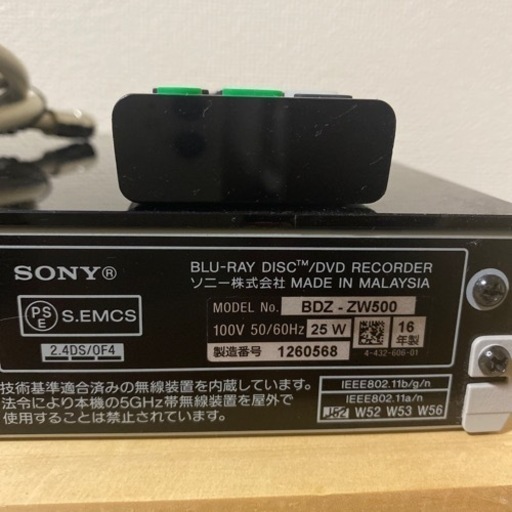 SONY®
BLU-RAY DISC™/DVD RECORDER
ソニー株式会社 MADE IN MALAYSIA
PS
E
S.EMCS
2.4DS/OF4
MODEL No. BDZ - ZW500
100V 50/60Hz 25 W
16
年製
製造番号 1260568
4-432-606-01
技術基準適合済みの無線装置を内蔵しています。
法令により本機の5GHz帯無線装置を屋外で
使用することは禁止されています。
IEEE802.11b/g/n
IEEE802.11a/n
J52 W52 W53 W56